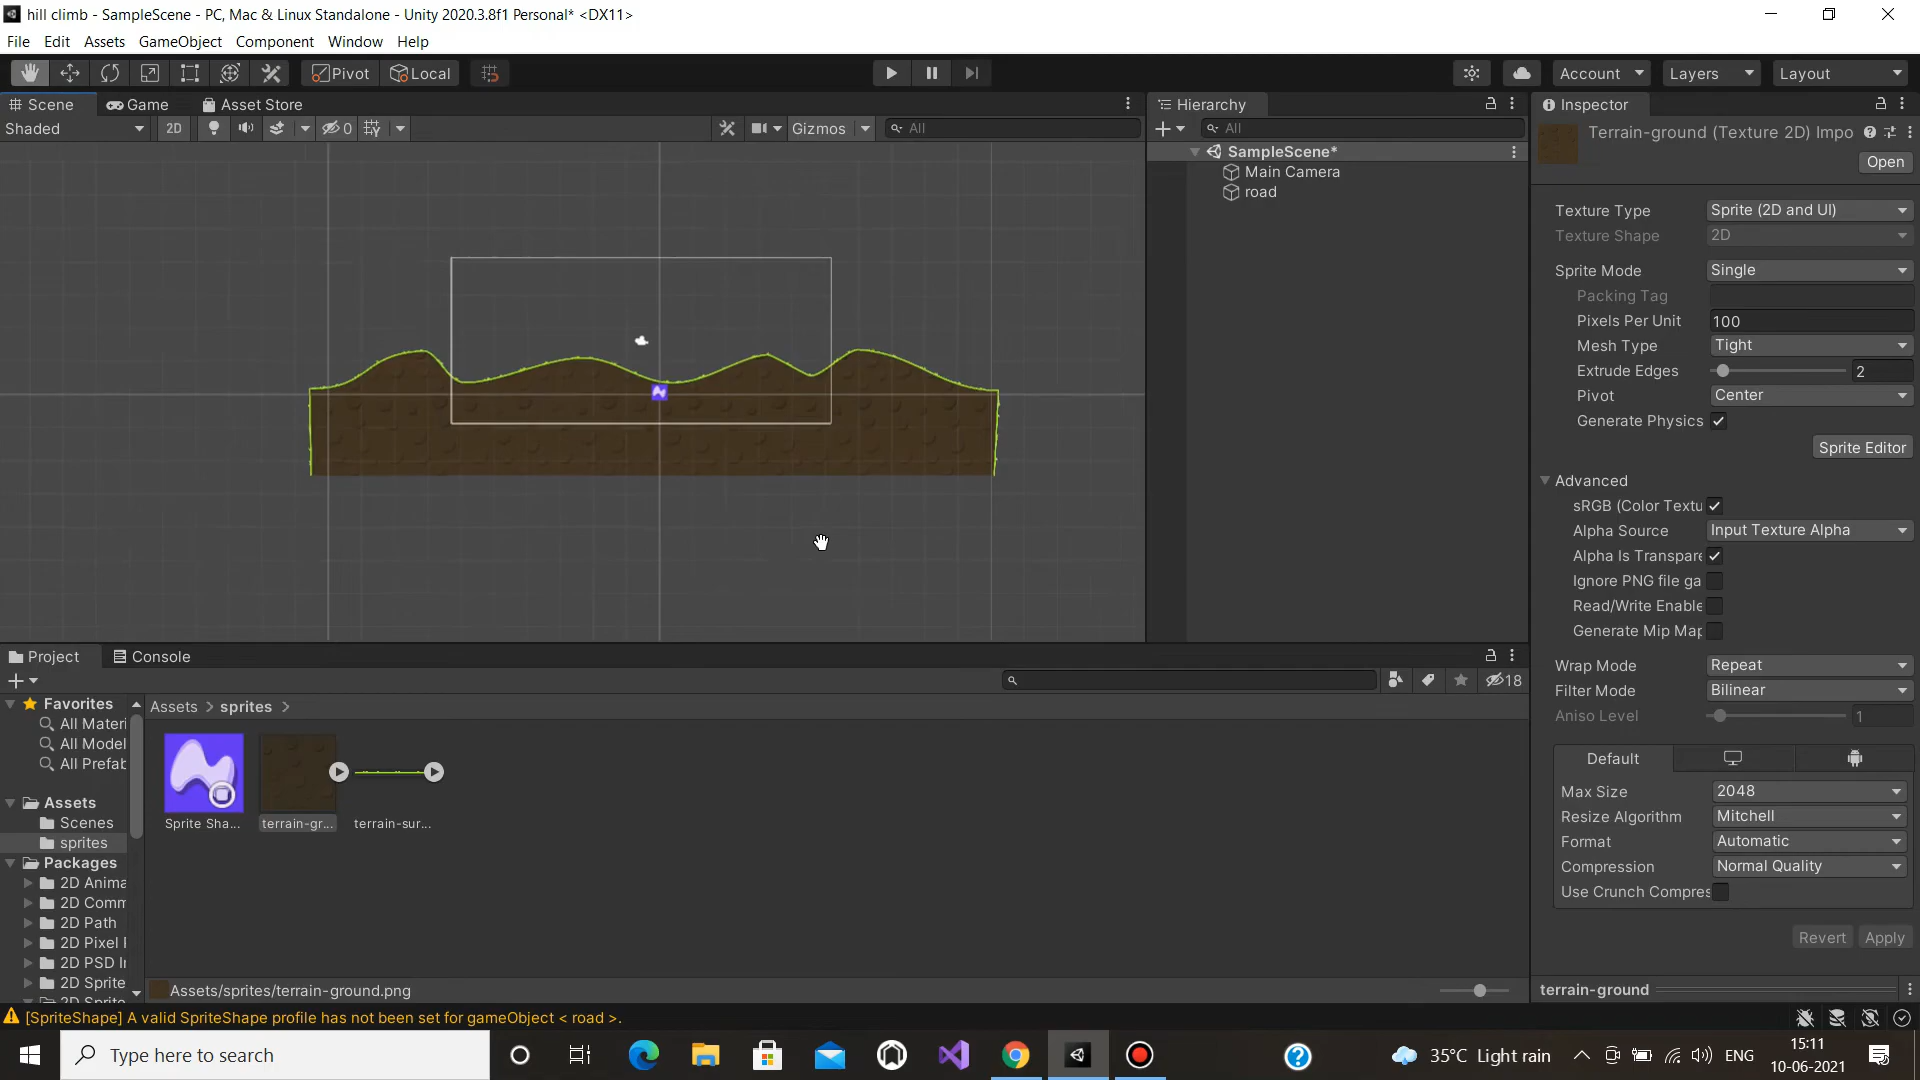 hill climb - SampleScene - PC, Mac & Linux Standalone - Unity 2020.3.8f1 Personal* <DX11>
File Edit Assets GameObject Component Window Help
Pivot Local Account Layers Layout
Scene Game Asset Store
Shaded 2D 0 Gizmos All
Hierarchy
All
SampleScene*
Main Camera
road
Inspector
Terrain-ground (Texture 2D) Impo
Open
Texture Type Sprite (2D and UI)
Texture Shape 2D
Sprite Mode Single
Packing Tag
Pixels Per Unit 100
Mesh Type Tight
Extrude Edges 2
Pivot Center
Generate Physics
Sprite Editor
Advanced
sRGB (Color Textu
Alpha Source Input Texture Alpha
Alpha Is Transpare
Ignore PNG file ga
Read/Write Enable
Generate Mip Map
Wrap Mode Repeat
Filter Mode Bilinear
Aniso Level 1
Default
Max Size 2048
Resize Algorithm Mitchell
Format Automatic
Compression Normal Quality
Use Crunch Compres
Revert Apply
terrain-ground
Project Console
18
Favorites
All Materi
All Model
All Prefab
Assets
Scenes
sprites
Packages
2D Anima
2D Comm
2D Path
2D Pixel
2D PSD
2D Sprite
Assets > sprites >
Sprite Sha... terrain-gr... terrain-sur...
Assets/sprites/terrain-ground.png
[SpriteShape] A valid SpriteShape profile has not been set for gameObject < road >.
Type here to search
35°C Light rain ENG
15:11
10-06-2021